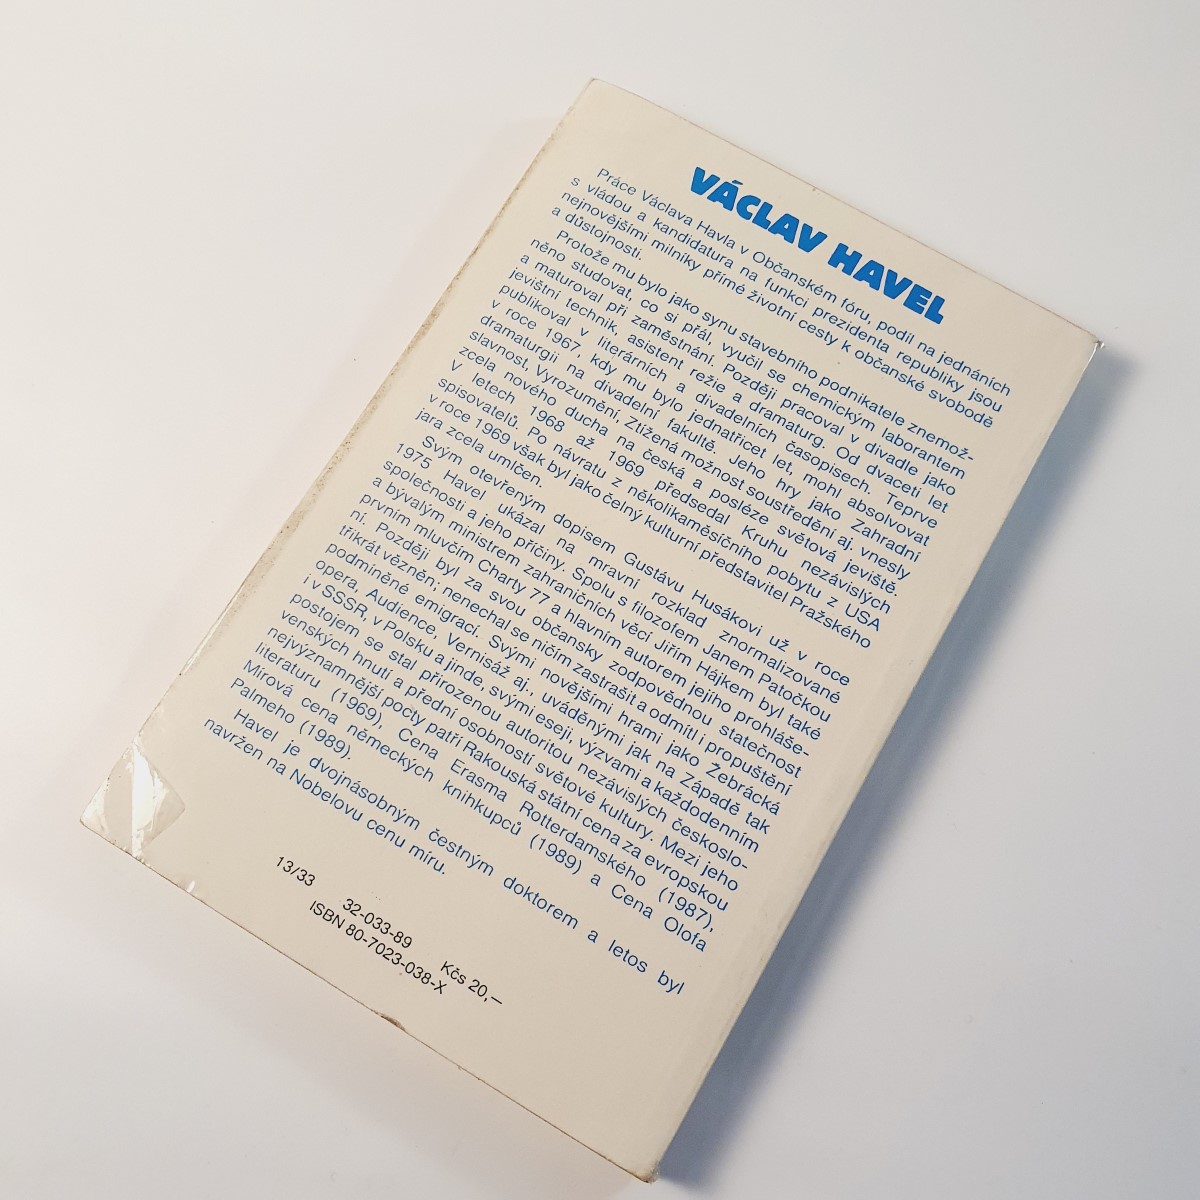 VÁCLAV HAVEL
Práce Václava Havla v Občanském fóru, podíl na jednáních
s vládou a kandidatura na funkci prezidenta republiky jsou
nejnovějšími milníky přímé životní cesty k občanské svobodě
a důstojnosti.
Protože mu bylo jako synu stavebního podnikatele znemož-
něno studovat, co si přál, vyučil se chemickým laborantem
a maturoval při zaměstnání. Později pracoval v divadle jako
jevištní technik, asistent režie a dramaturg. Od dvaceti let
publikoval v literárních a divadelních časopisech. Teprve
v roce 1967, kdy mu bylo jednatřicet let, mohl absolvovat
dramaturgii na divadelní fakultě. Jeho hry jako Zahradní
slavnost, Vyrozumění, Ztížená možnost soustředění aj. vnesly
zcela nového ducha na česká a posléze světová jeviště.
V letech 1968 až 1969 předsedal Kruhu nezávislých
spisovatelů. Po návratu z několikaměsíčního pobytu z USA
v roce 1969 však byl jako čelný kulturní představitel Pražského
jara zcela umlčen.
Svým otevřeným dopisem Gustávu Husákovi už v roce
1975 Havel ukázal na mravní rozklad znormalizované
společnosti a jeho příčiny. Spolu s filozofem Janem Patočkou
a bývalým ministrem zahraničních věcí Jiřím Hájkem byl také
prvním mluvčím Charty 77 a hlavním autorem jejího prohláše-
ní. Později byl za svou občansky zodpovědnou statečnost
třikrát vězněn; nenechal se ničím zastrašit a odmítl i propuštění
podmíněné emigrací. Svými novějšími hrami jako Žebrácká
opera, Audience, Vernisáž aj., uváděnými jak na Západě tak
i v SSSR, v Polsku a jinde, svými eseji, výzvami a každodenním
postojem se stal přirozenou autoritou nezávislých českoslo-
venských hnutí a přední osobností světové kultury. Mezi jeho
nejvýznamnější pocty patří Rakouská státní cena za evropskou
literaturu (1969), Cena Erasma Rotterdamského (1987),
Mírová cena německých knihkupců (1989) a Cena Olofa
Palmeho (1989).
Havel je dvojnásobným čestným doktorem a letos byl
navržen na Nobelovu cenu míru.
13/33 32-033-89 Kčs 20,—
ISBN 80-7023-038-X